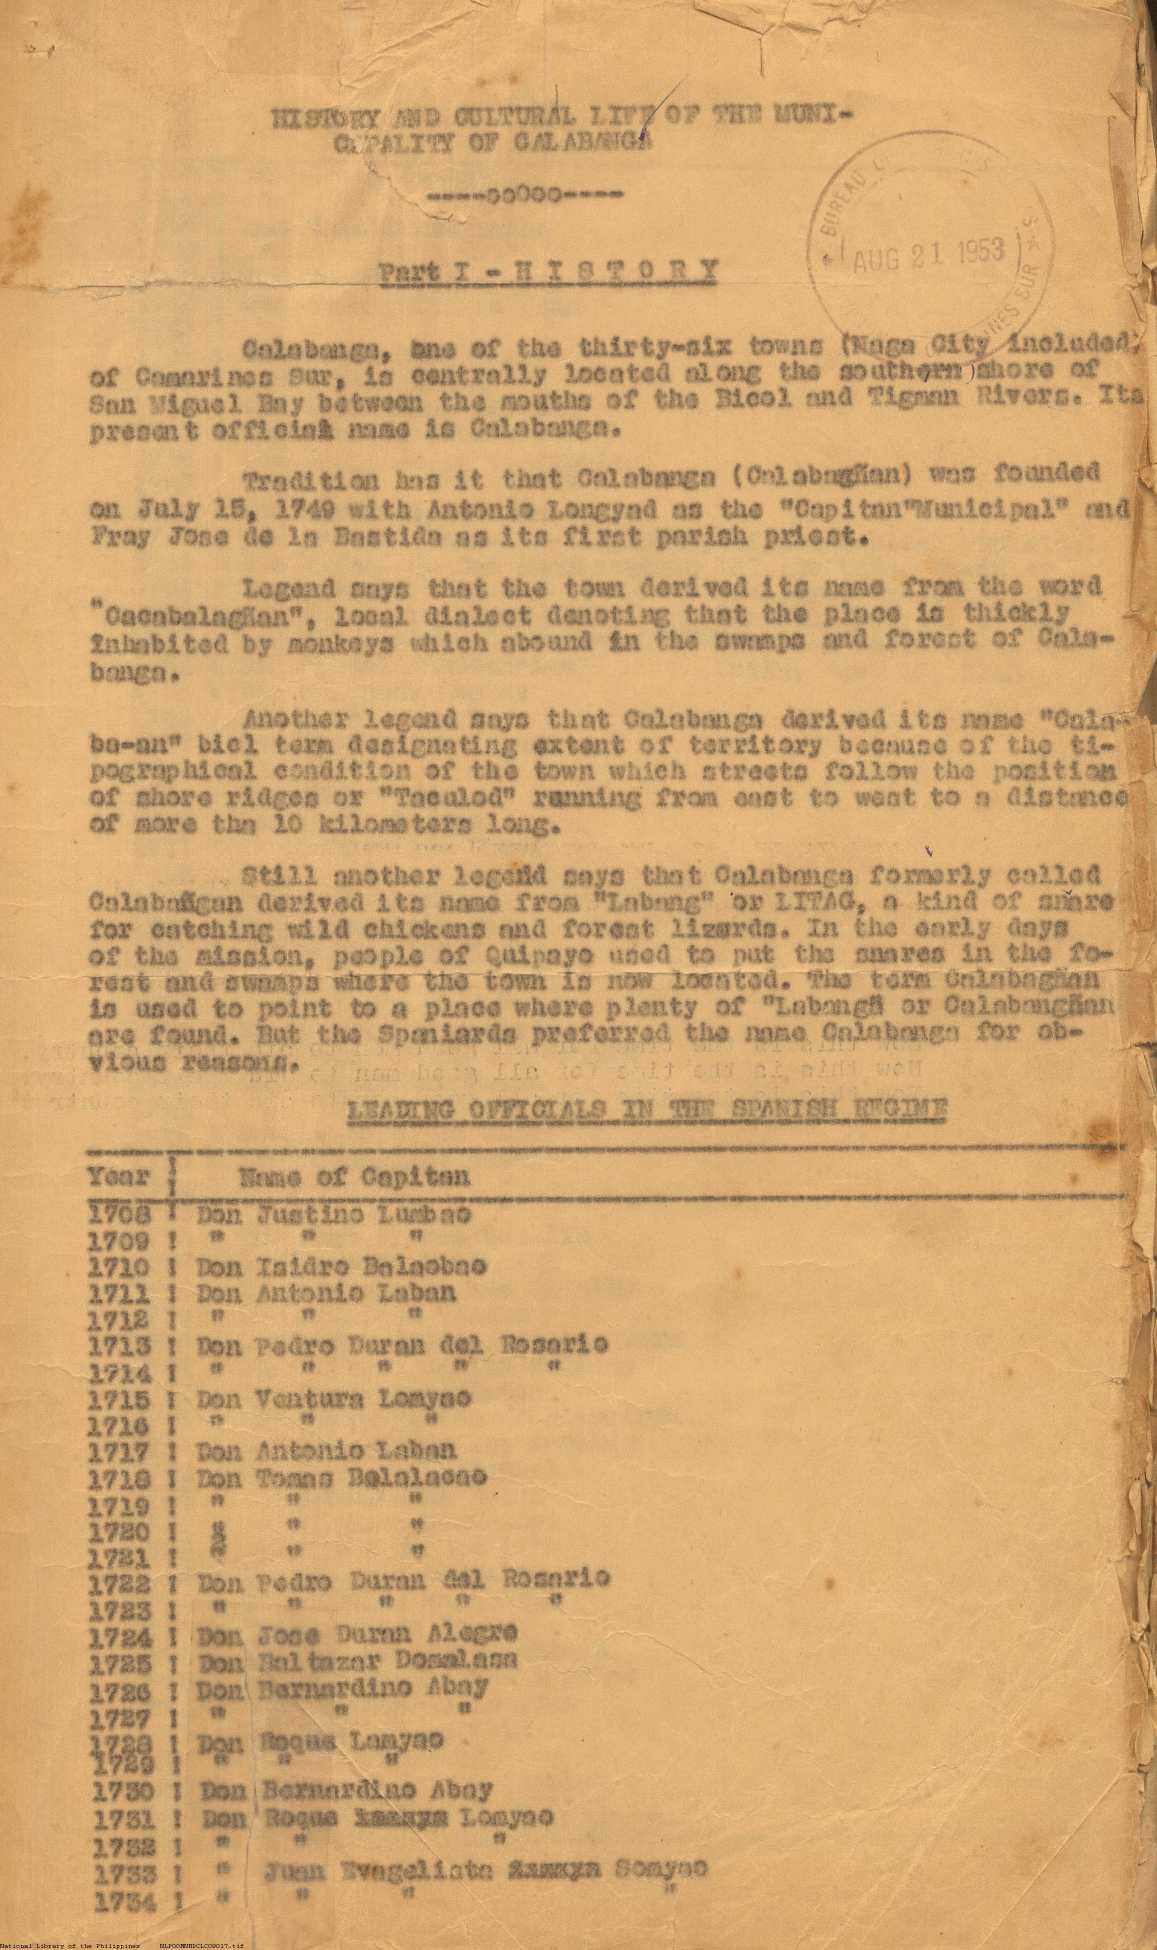 HISTORY AND CULTURAL LIFE OF THE MUNI-
CIPALITY OF CALABANGA
----oo0oo----
BUREAU
AUG 21 1953
Part I - H I S T O R Y
Calabanga, one of the thirty-six towns (Naga City included)
of Camarines Sur, is centrally located along the southern shore of
San Miguel Bay between the mouths of the Bicol and Tigman Rivers. Its
present official name is Calabanga.
Tradition has it that Calabanga (Calabagñan) was founded
on July 15, 1749 with Antonio Longyad as the "Capitan"Municipal" and
Fray Jose de la Bastida as its first parish priest.
Legend says that the town derived its name from the word
"Cacabalagñan", local dialect denoting that the place is thickly
inhabited by monkeys which abound in the swamps and forest of Cala-
banga.
Another legend says that Calabanga derived its name "Cala-
ba-an" bicl term designating extent of territory because of the ti-
pographical condition of the town which streets follow the position
of shore ridges or "Taculod" running from east to west to a distance
of more tha 10 kilometers long.
Still another legend says that Calabanga formerly called
Calabañgan derived its name from "Labang" or LITAG, a kind of snare
for catching wild chickens and forest lizards. In the early days
of the mission, people of Quipayo used to put the snares in the fo-
rest and swamps where the town is now located. The term Calabagñan
is used to point to a place where plenty of "Labang" or Calabangñan
are found. But the Spaniards preferred the name Calabanga for ob-
vious reasons.
LEADING OFFICIALS IN THE SPANISH REGIME
Year ! Name of Capitan
1708 ! Don Justino Lumbao
1709 ! " " "
1710 ! Don Isidro Balaobao
1711 ! Don Antonio Laban
1712 ! " " "
1713 ! Don Pedro Duran del Rosario
1714 ! " " " " "
1715 ! Don Ventura Lomyao
1716 ! " " "
1717 ! Don Antonio Laban
1718 ! Don Tomas Belalacao
1719 ! " " "
1720 ! " " "
1721 ! " " "
1722 ! Don Pedro Duran del Rosario
1723 ! " " " " "
1724 ! Don Jose Duran Alegre
1725 ! Don Baltazar Domalasa
1726 ! Don Bernardino Abay
1727 ! " " "
1728 ! Don Roque Lomyao
1729 ! " " "
1730 ! Don Bernardino Abay
1731 ! Don Roque Lomyao
1732 ! " " "
1733 ! " Juan Evagelista Somyao
1734 ! " " " "
National Library of the Philippines NLPOOMNHDCLC09017.tif